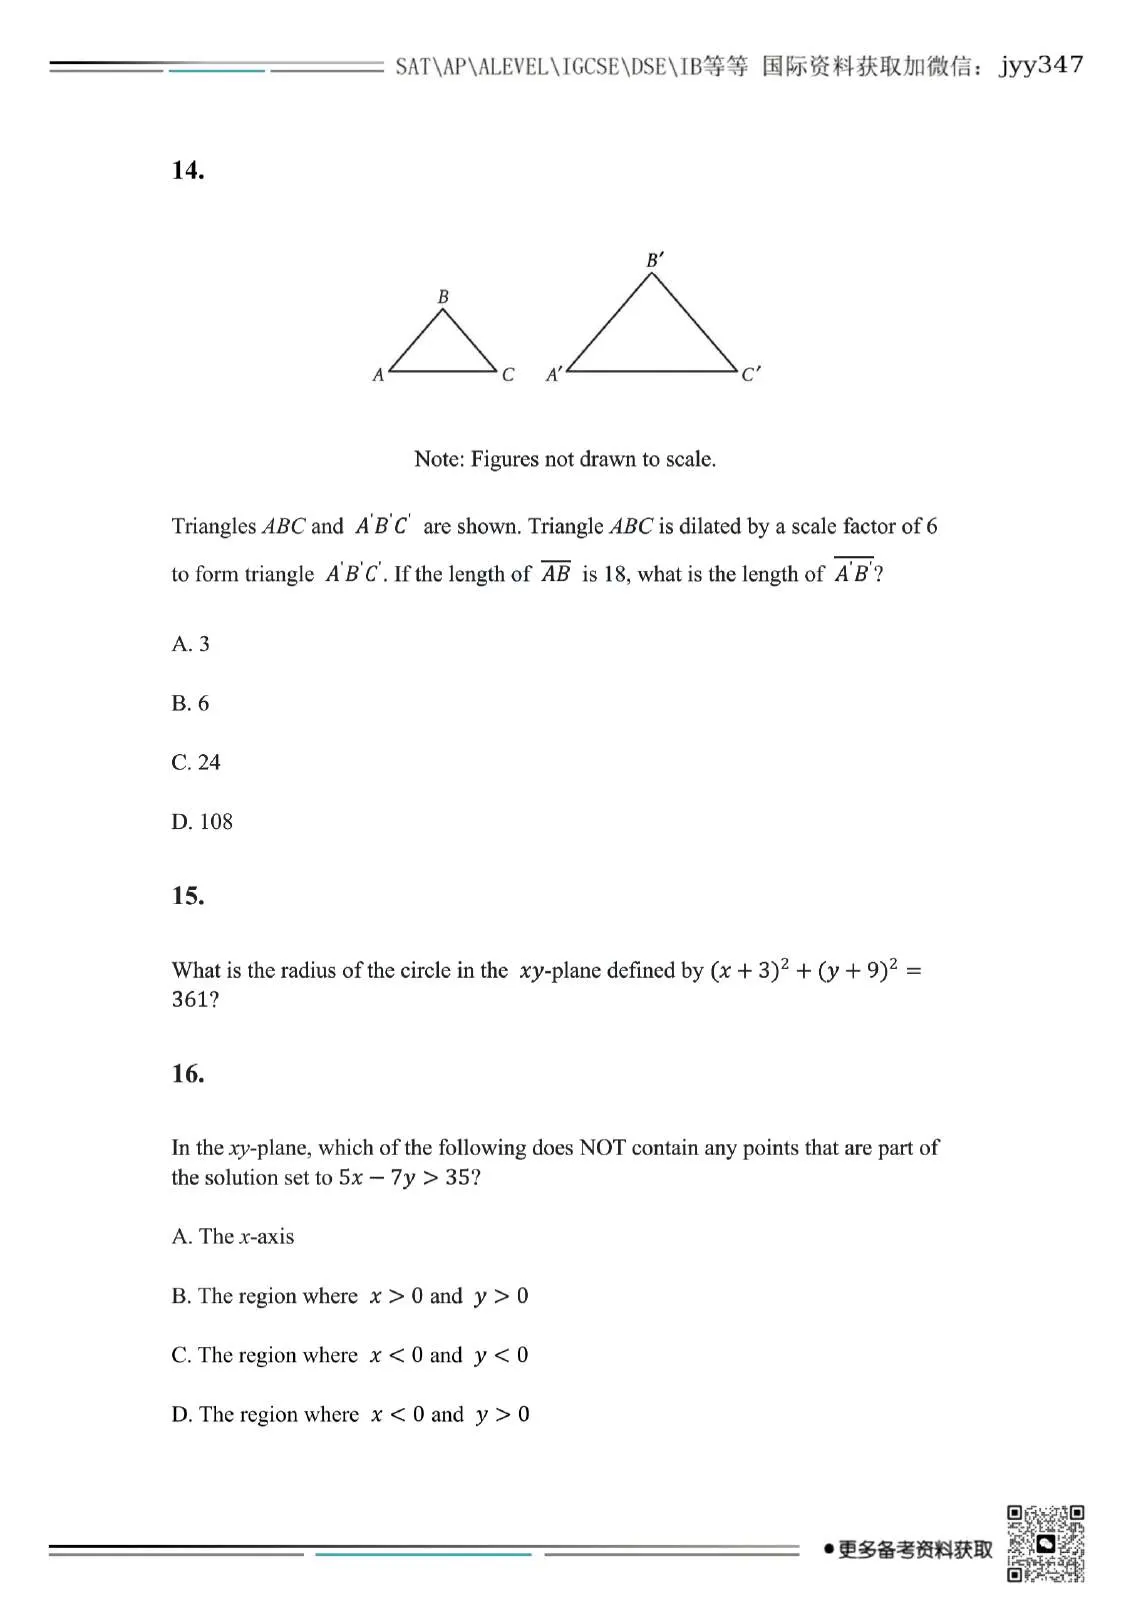 SAT\AP\ALEVEL\IGCSE\DSE\IB等等 国际资料获取加微信：jyy347
14.
B
A
C
B′
A′
C′
Note: Figures not drawn to scale.
Triangles ABC and A'B'C' are shown. Triangle ABC is dilated by a scale factor of 6
to form triangle A'B'C'. If the length of \overline{AB} is 18, what is the length of \overline{A'B'}?
A. 3
B. 6
C. 24
D. 108
15.
What is the radius of the circle in the xy-plane defined by (x + 3)² + (y + 9)² =
361?
16.
In the xy-plane, which of the following does NOT contain any points that are part of
the solution set to 5x − 7y > 35?
A. The x-axis
B. The region where x > 0 and y > 0
C. The region where x < 0 and y < 0
D. The region where x < 0 and y > 0
●更多备考资料获取